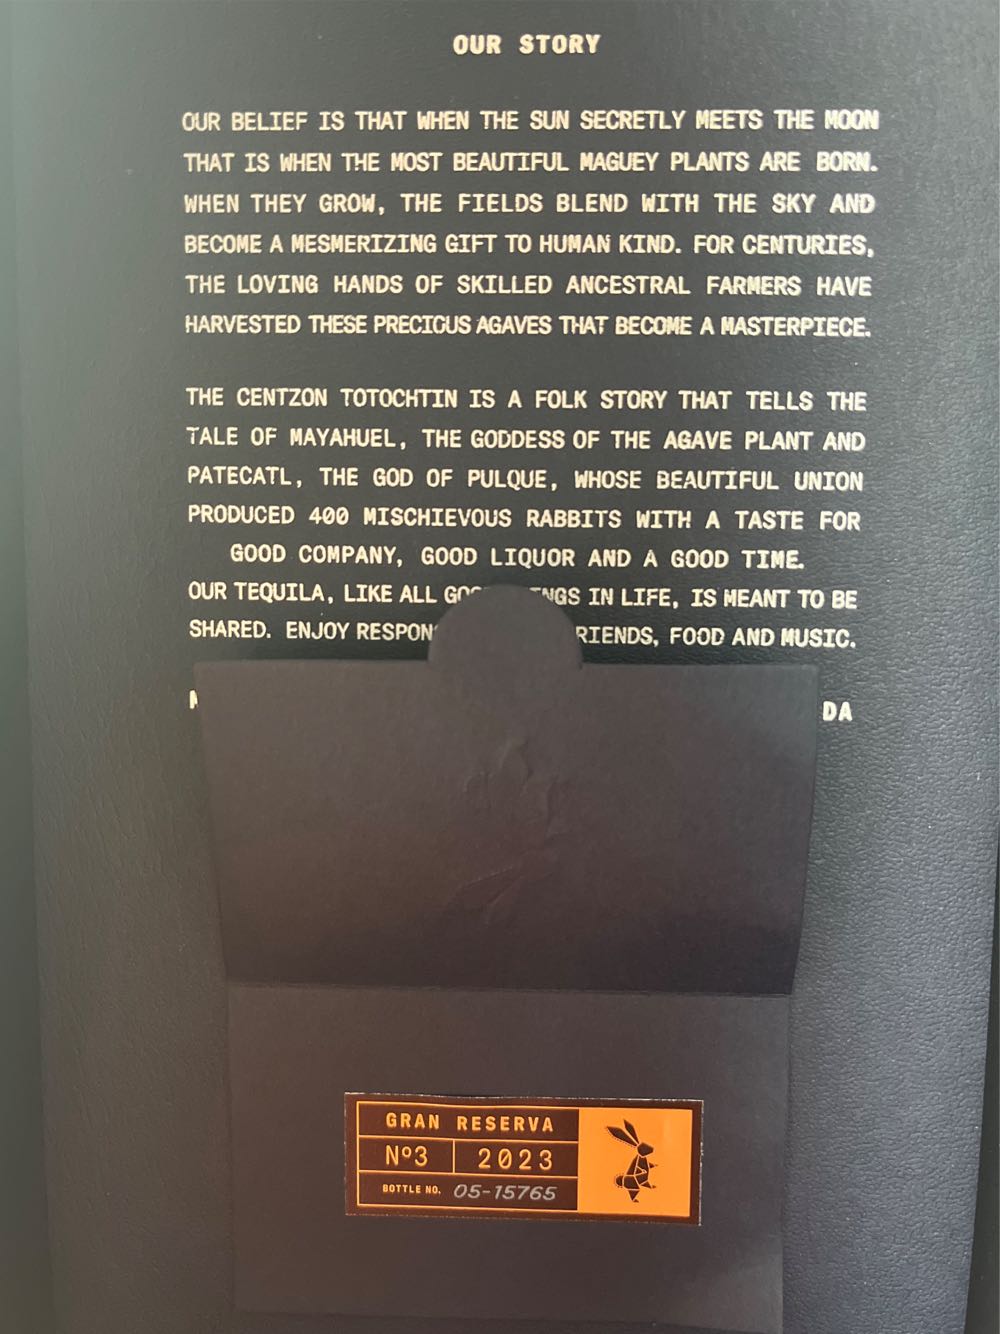 OUR STORY
OUR BELIEF IS THAT WHEN THE SUN SECRETLY MEETS THE MOON
THAT IS WHEN THE MOST BEAUTIFUL MAGUEY PLANTS ARE BORN.
WHEN THEY GROW, THE FIELDS BLEND WITH THE SKY AND
BECOME A MESMERIZING GIFT TO HUMAN KIND. FOR CENTURIES,
THE LOVING HANDS OF SKILLED ANCESTRAL FARMERS HAVE
HARVESTED THESE PRECIOUS AGAVES THAT BECOME A MASTERPIECE.
THE CENTZON TOTOCHTIN IS A FOLK STORY THAT TELLS THE
TALE OF MAYAHUEL, THE GODDESS OF THE AGAVE PLANT AND
PATECATL, THE GOD OF PULQUE, WHOSE BEAUTIFUL UNION
PRODUCED 400 MISCHIEVOUS RABBITS WITH A TASTE FOR
GOOD COMPANY, GOOD LIQUOR AND A GOOD TIME.
OUR TEQUILA, LIKE ALL IN LIFE, IS MEANT TO BE
SHARED. ENJOY FOOD AND MUSIC.
GRAN RESERVA
Nº3 2023
BOTTLE NO. 05-15765